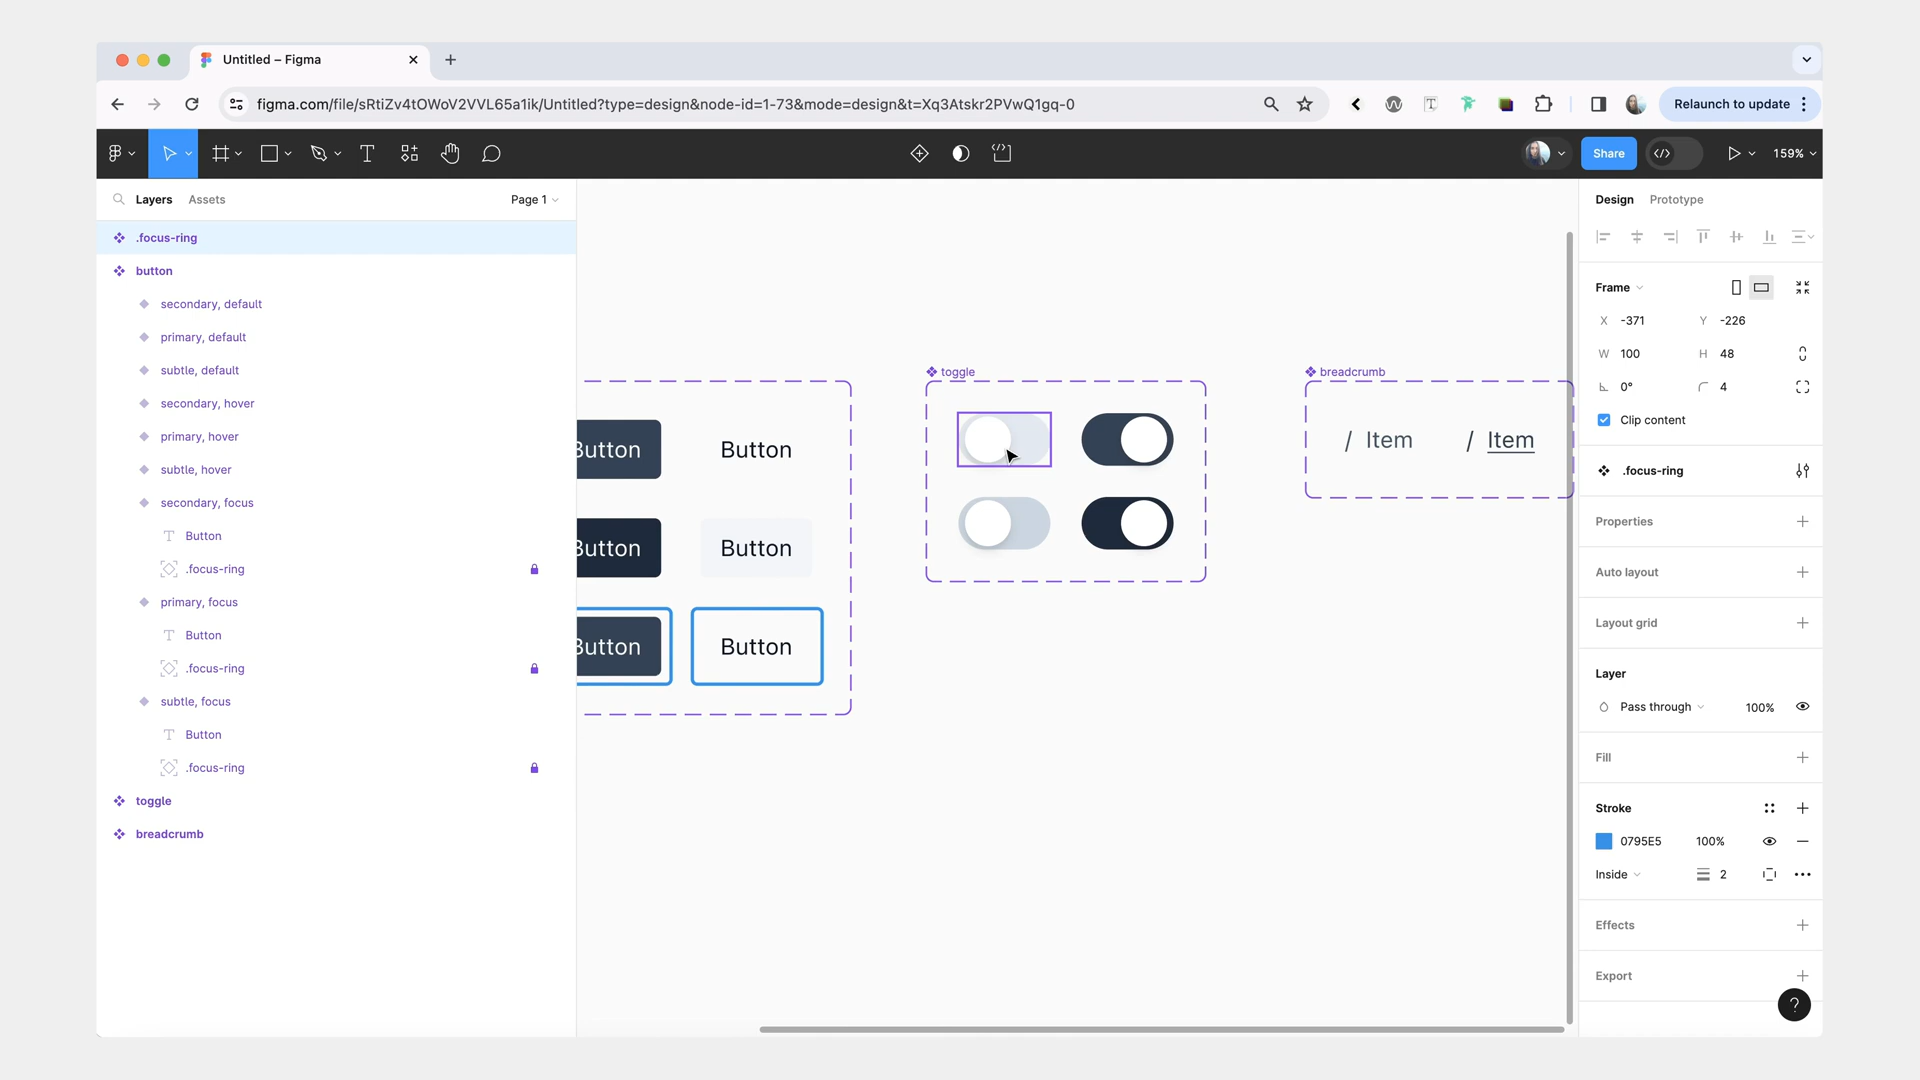 Untitled – Figma
figma.com/file/sRtiZv4tOWoV2VVL65a1ik/Untitled?type=design&node-id=1-73&mode=design&t=Xq3Atskr2PVwQ1gq-0
Relaunch to update
Share
159%
Layers
Assets
Page 1
.focus-ring
button
secondary, default
primary, default
subtle, default
secondary, hover
primary, hover
subtle, hover
secondary, focus
Button
.focus-ring
primary, focus
Button
.focus-ring
subtle, focus
Button
.focus-ring
toggle
breadcrumb
Button
Button
Button
Button
Button
Button
toggle
breadcrumb
/ Item
/ Item
Design
Prototype
Frame
X -371
Y -226
W 100
H 48
0°
4
Clip content
.focus-ring
Properties
Auto layout
Layout grid
Layer
Pass through
100%
Fill
Stroke
0795E5
100%
Inside
2
Effects
Export
?